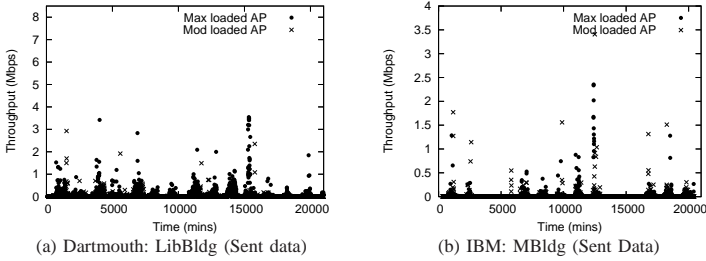 Throughput (Mbps)
8
7
6
5
4
3
2
1
0
Max loaded AP
Mod loaded AP
0 5000 10000 15000 20000
Time (mins)
(a) Dartmouth: LibBldg (Sent data)
Throughput (Mbps)
4
3.5
3
2.5
2
1.5
1
0.5
0
Max loaded AP
Mod loaded AP
0 5000 10000 15000 20000
Time (mins)
(b) IBM: MBldg (Sent Data)